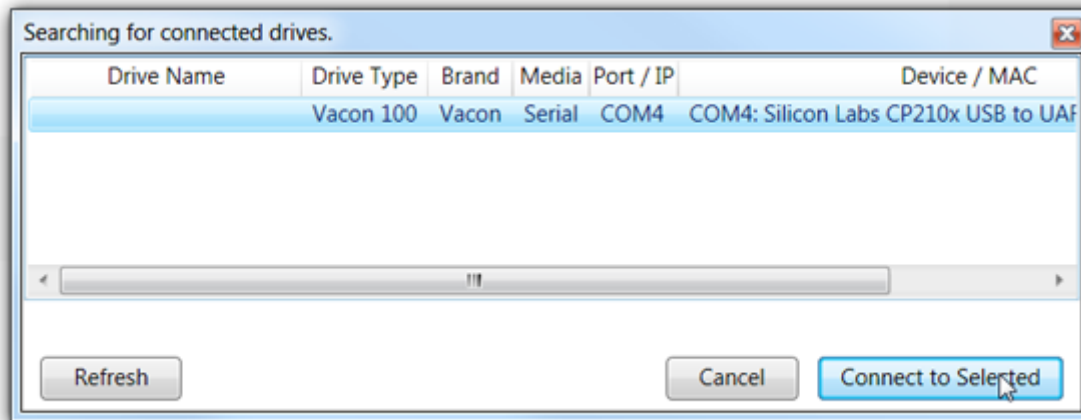 Searching for connected drives.
Drive Name Drive Type Brand Media Port / IP Device / MAC
Vacon 100 Vacon Serial COM4 COM4: Silicon Labs CP210x USB to
Refresh Cancel Connect to Selected